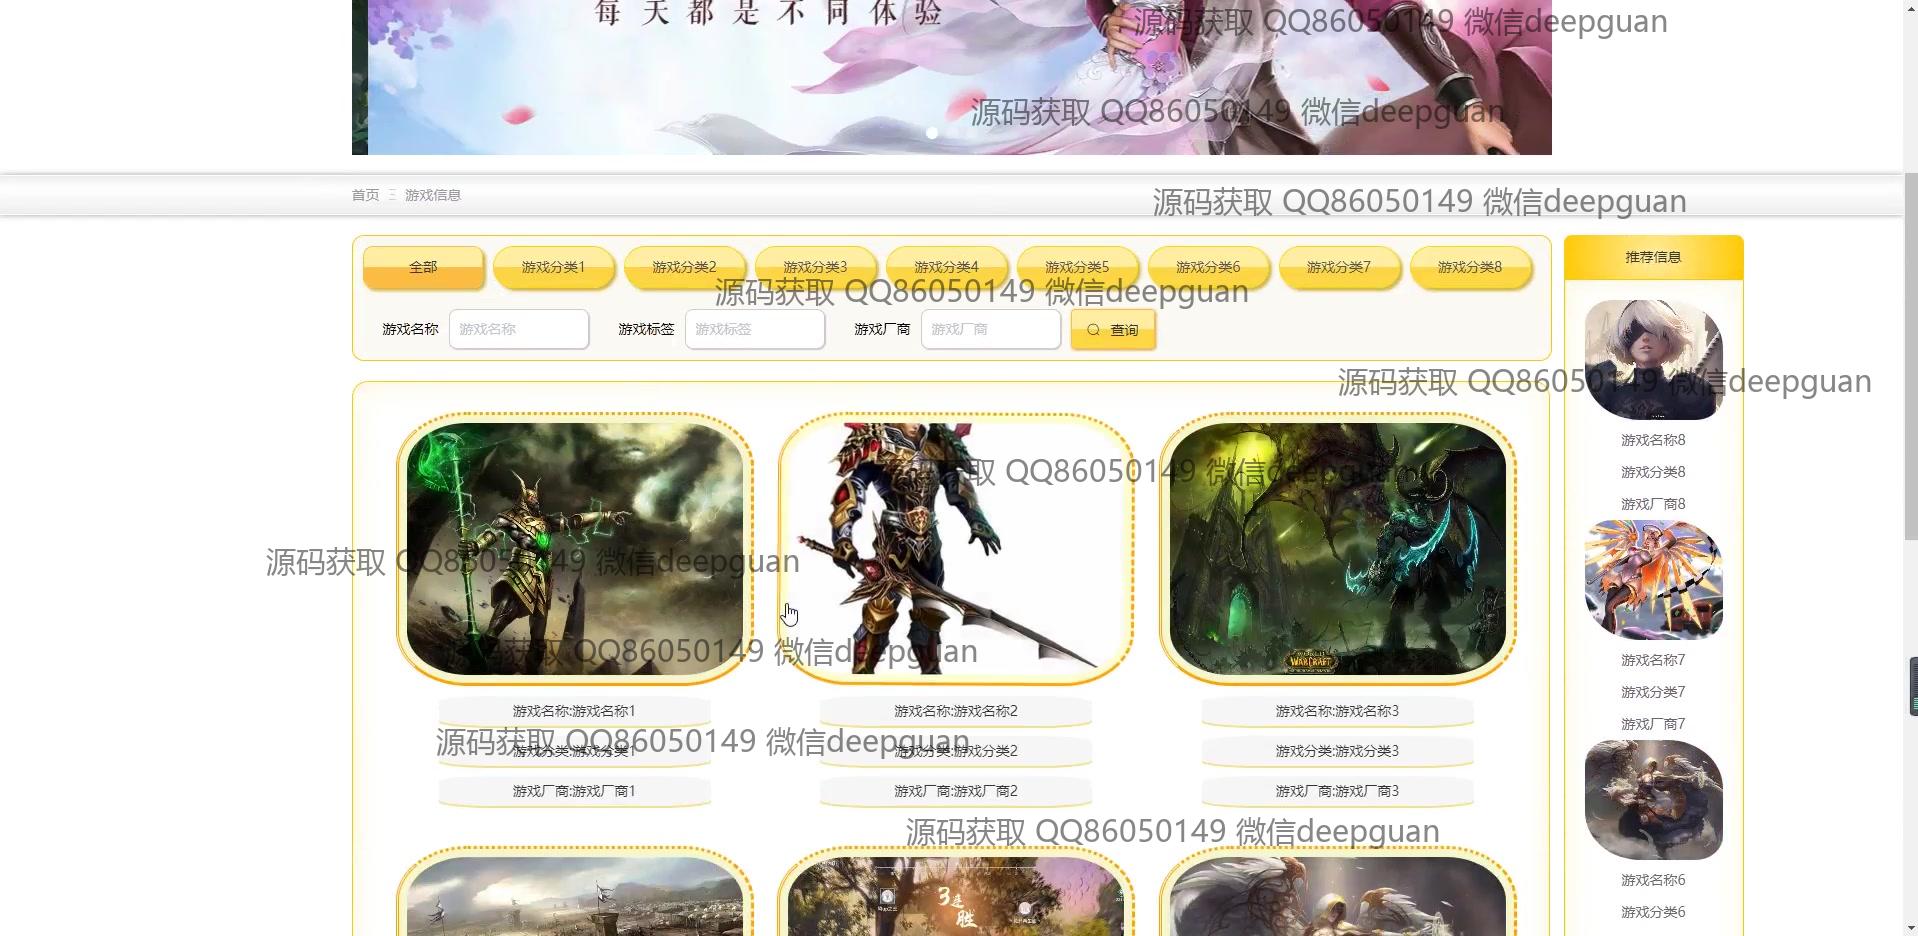 每天都是不同体验
源码获取 QQ86050149 微信deepguan
源码获取 QQ86050149 微信deepguan
首页 游戏信息
源码获取 QQ86050149 微信deepguan
全部 游戏分类1 游戏分类2 游戏分类3 游戏分类4 游戏分类5 游戏分类6 游戏分类7 游戏分类8
推荐信息
源码获取 QQ86050149 微信deepguan
游戏名称 游戏名称 游戏标签 游戏标签 游戏厂商 游戏厂商 查询
源码获取 QQ86050149 微信deepguan
游戏名称8
游戏分类8
游戏厂商8
源码获取 QQ86050149 微信deepguan
源码获取 QQ86050149 微信deepguan
源码获取 QQ86050149 微信deepguan
WARCRAFT
游戏名称7
游戏分类7
游戏厂商7
游戏名称:游戏名称1 游戏名称:游戏名称2 游戏名称:游戏名称3
源码获取 QQ86050149 微信deepguan
游戏分类:游戏分类1 游戏分类:游戏分类2 游戏分类:游戏分类3
游戏厂商:游戏厂商1 游戏厂商:游戏厂商2 游戏厂商:游戏厂商3
源码获取 QQ86050149 微信deepguan
3连胜
游戏名称6
游戏分类6